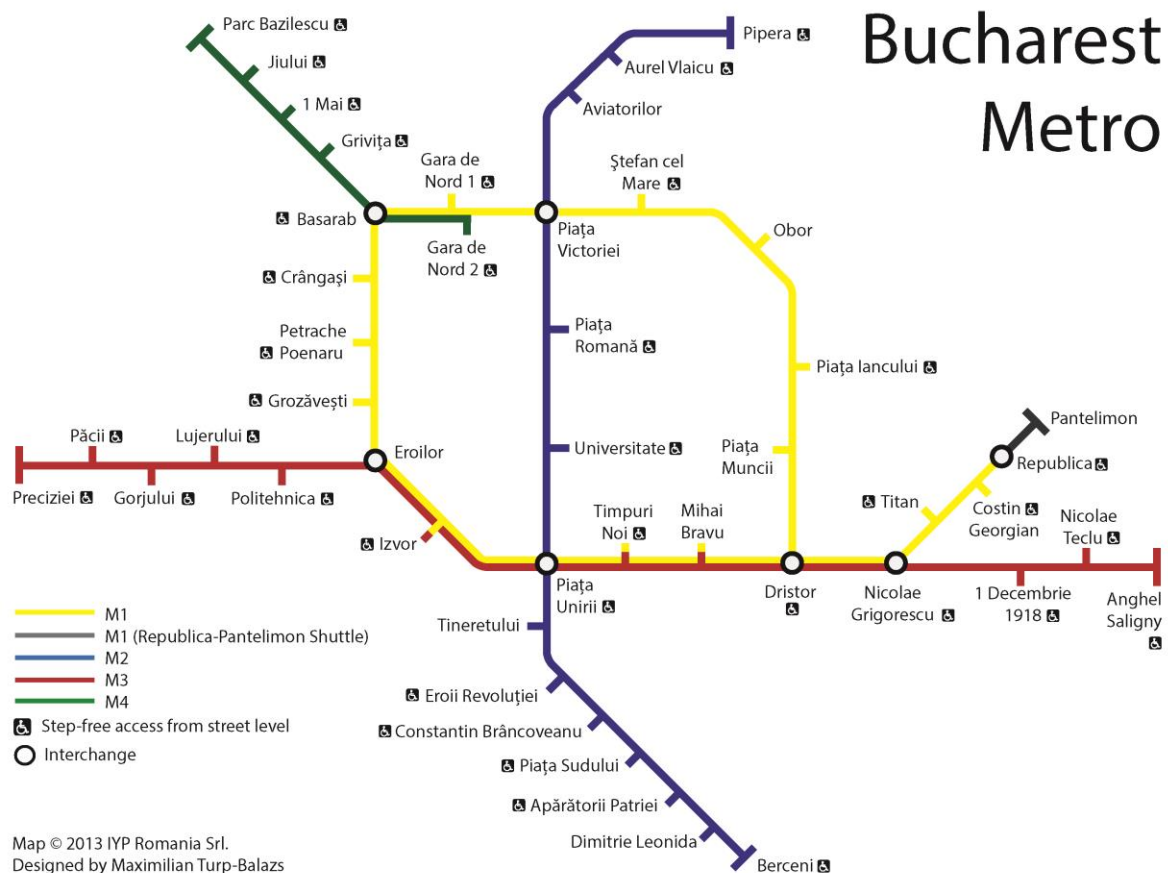 Bucharest
Metro
Parc Bazilescu
Jiului
1 Mai
Grivița
Pipera
Aurel Vlaicu
Aviatorilor
Gara de
Nord 1
Ştefan cel
Mare
Basarab
Gara de
Nord 2
Piața
Victoriei
Obor
Crângași
Petrache
Poenaru
Grozăvești
Piața
Romană
Piața Iancului
Păcii
Lujerului
Eroilor
Universitate
Piața
Muncii
Pantelimon
Republica
Preciziei
Gorjului
Politehnica
Titan
Costin
Georgian
Nicolae
Teclu
Izvor
Timpuri
Noi
Mihai
Bravu
Piața
Unirii
Dristor
Nicolae
Grigorescu
1 Decembrie
1918
Anghel
Saligny
Tineretului
Eroii Revoluției
Constantin Brâncoveanu
Piața Sudului
Apărătorii Patriei
Dimitrie Leonida
Berceni
M1
M1 (Republica-Pantelimon Shuttle)
M2
M3
M4
Step-free access from street level
Interchange
Map © 2013 IYP Romania Srl.
Designed by Maximilian Turp-Balazs